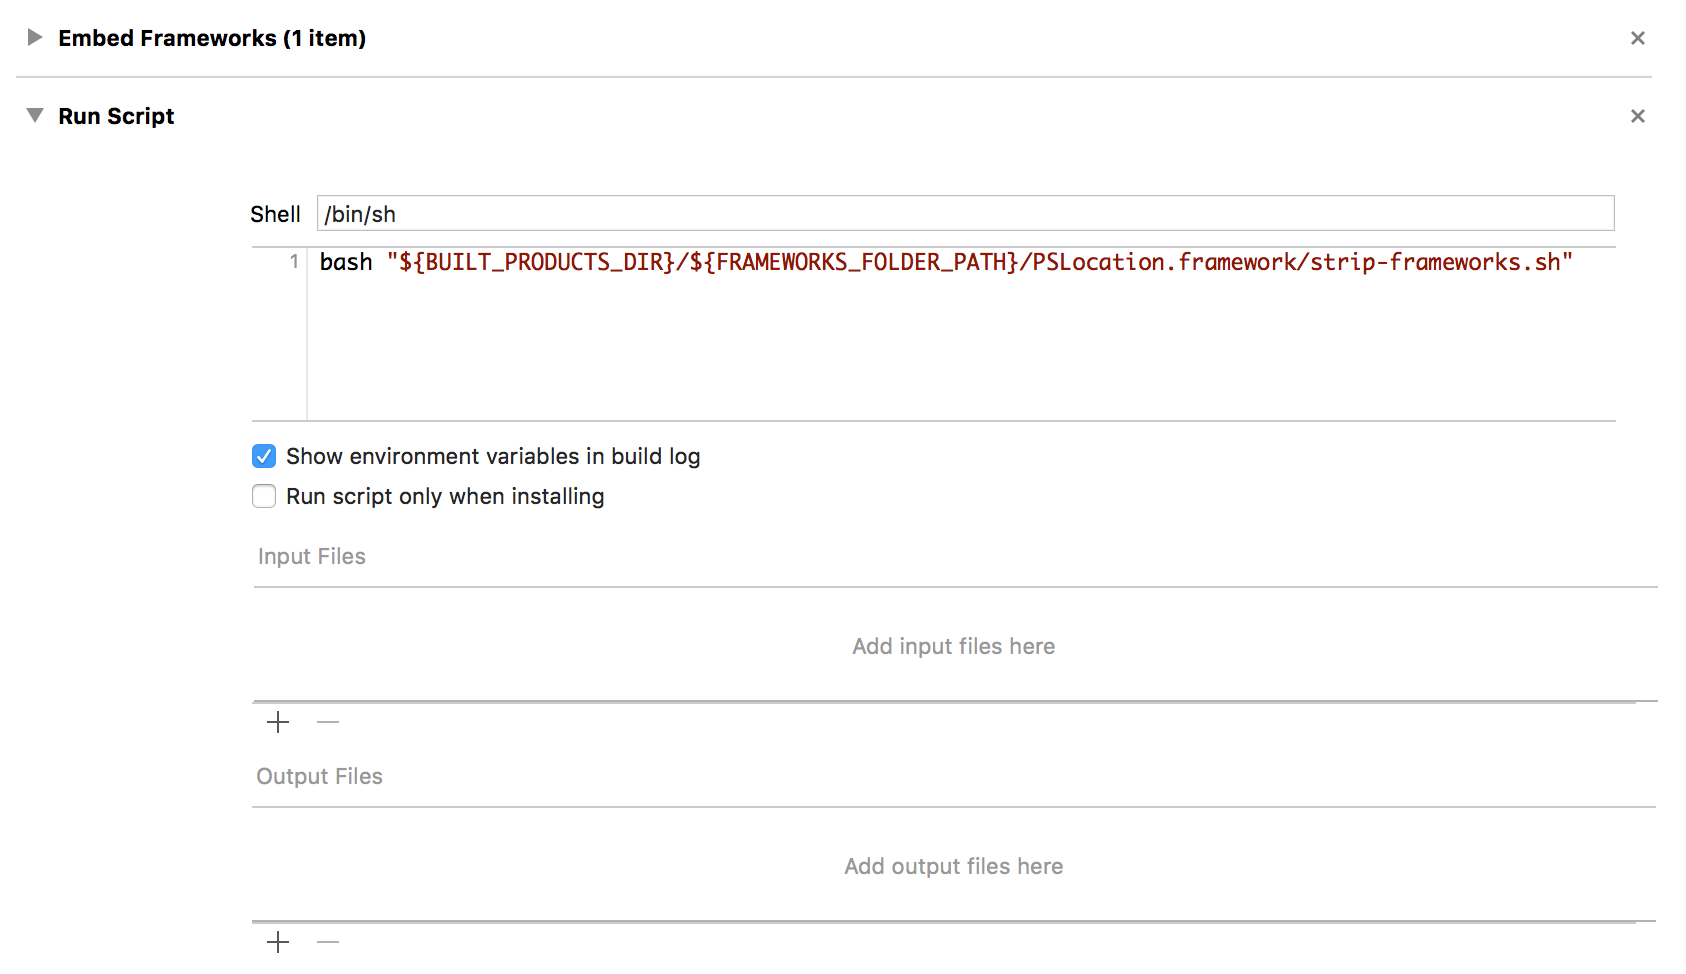 Embed Frameworks (1 item)
Run Script
Shell /bin/sh
1 bash "${BUILT_PRODUCTS_DIR}/${FRAMEWORKS_FOLDER_PATH}/PSLocation.framework/strip-frameworks.sh"
Show environment variables in build log
Run script only when installing
Input Files
Add input files here
Output Files
Add output files here